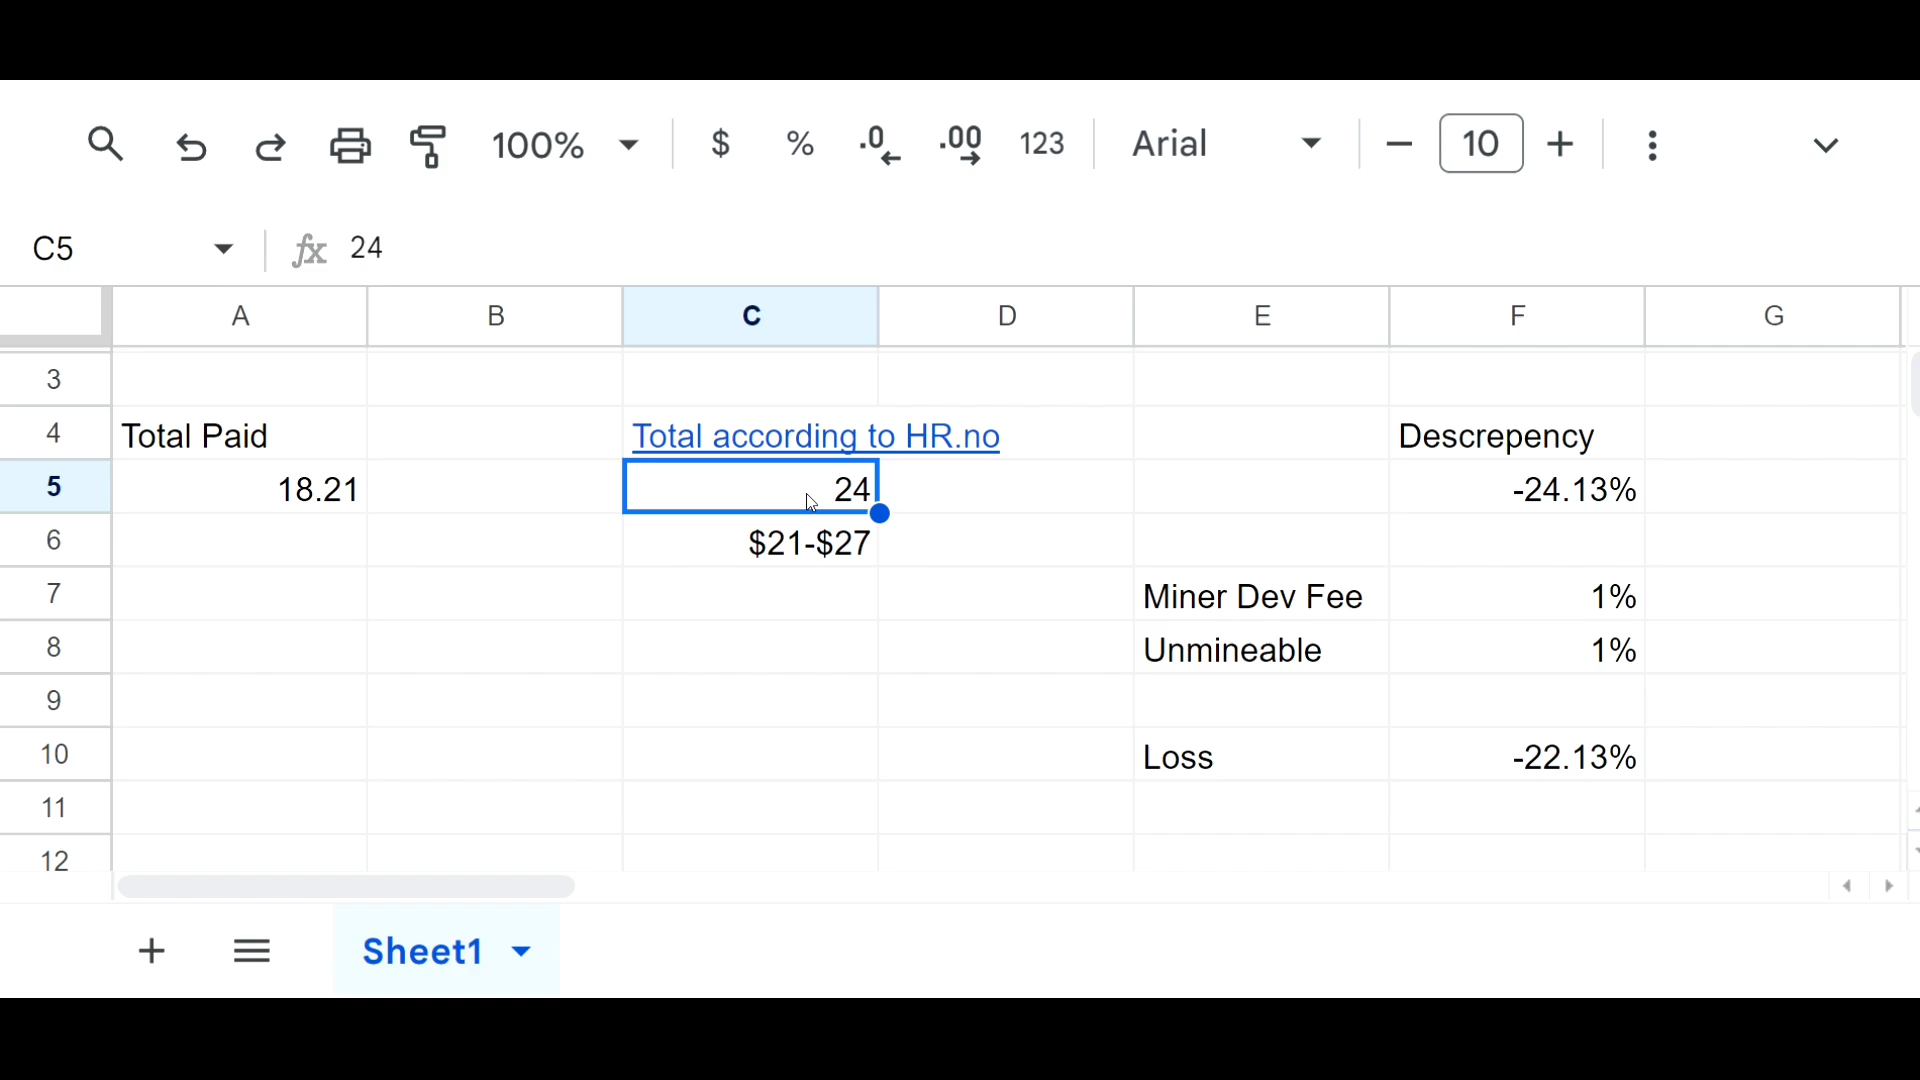 100% $ % .0 .00 123 Arial 10
C5 fx 24
A B C D E F G
3
4 Total Paid Total according to HR.no Descrepency
5 18.21 24 -24.13%
6 $21-$27
7 Miner Dev Fee 1%
8 Unmineable 1%
9
10 Loss -22.13%
11
12
Sheet1